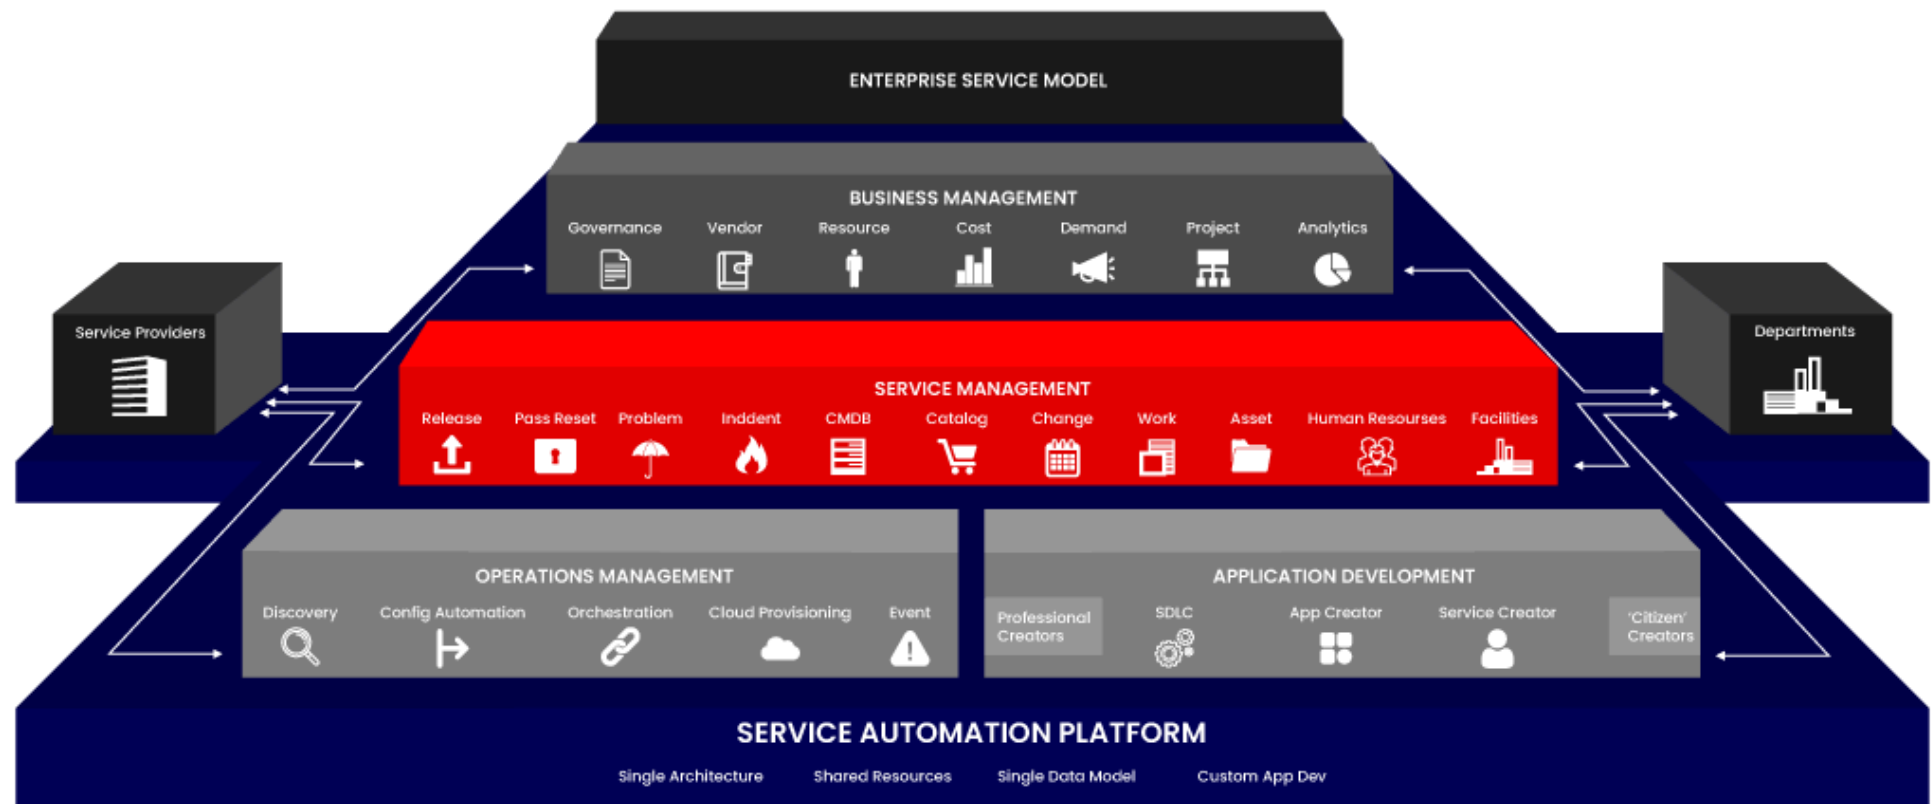 ENTERPRISE SERVICE MODEL
BUSINESS MANAGEMENT
Governance Vendor Resource Cost Demand Project Analytics
Service Providers
Departments
SERVICE MANAGEMENT
Release Pass Reset Problem Inddent CMDB Catalog Change Work Asset Human Resourses Facilities
OPERATIONS MANAGEMENT
Discovery Config Automation Orchestration Cloud Provisioning Event
APPLICATION DEVELOPMENT
Professional
Creators
SDLC App Creator Service Creator
'Citizen'
Creators
SERVICE AUTOMATION PLATFORM
Single Architecture Shared Resources Single Data Model Custom App Dev